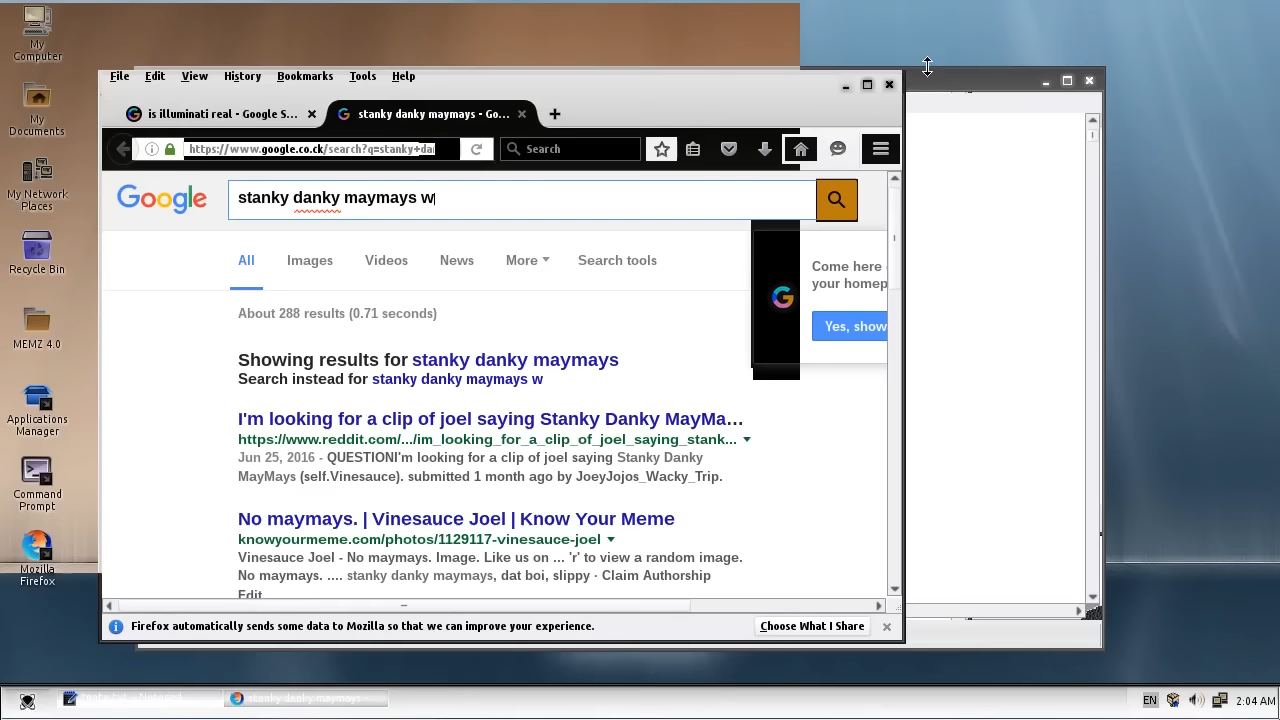 My
Computer
My
Documents
My Network
Places
Recycle Bin
MEMZ 4.0
Applications
Manager
Command
Prompt
Mozilla
Firefox
File Edit View History Bookmarks Tools Help
is illuminati real - Google S... stanky danky maymays - Go...
https://www.google.co.ck/search?q=stanky+da
Search
Google
stanky danky maymays w
All Images Videos News More Search tools
Come here
your homep
Yes, show
About 288 results (0.71 seconds)
Showing results for stanky danky maymays
Search instead for stanky danky maymays w
I'm looking for a clip of joel saying Stanky Danky MayMa...
https://www.reddit.com/.../im_looking_for_a_clip_of_joel_saying_stank...
Jun 25, 2016 - QUESTIONI'm looking for a clip of joel saying Stanky Danky
MayMays (self.Vinesauce). submitted 1 month ago by JoeyJojos_Wacky_Trip.
No maymays. | Vinesauce Joel | Know Your Meme
knowyourmeme.com/photos/1129117-vinesauce-joel
Vinesauce Joel - No maymays. Image. Like us on ... 'r' to view a random image.
No maymays. .... stanky danky maymays, dat boi, slippy · Claim Authorship
Edit
Firefox automatically sends some data to Mozilla so that we can improve your experience.
Choose What I Share
stanky danky maymays -
EN
2:04 AM